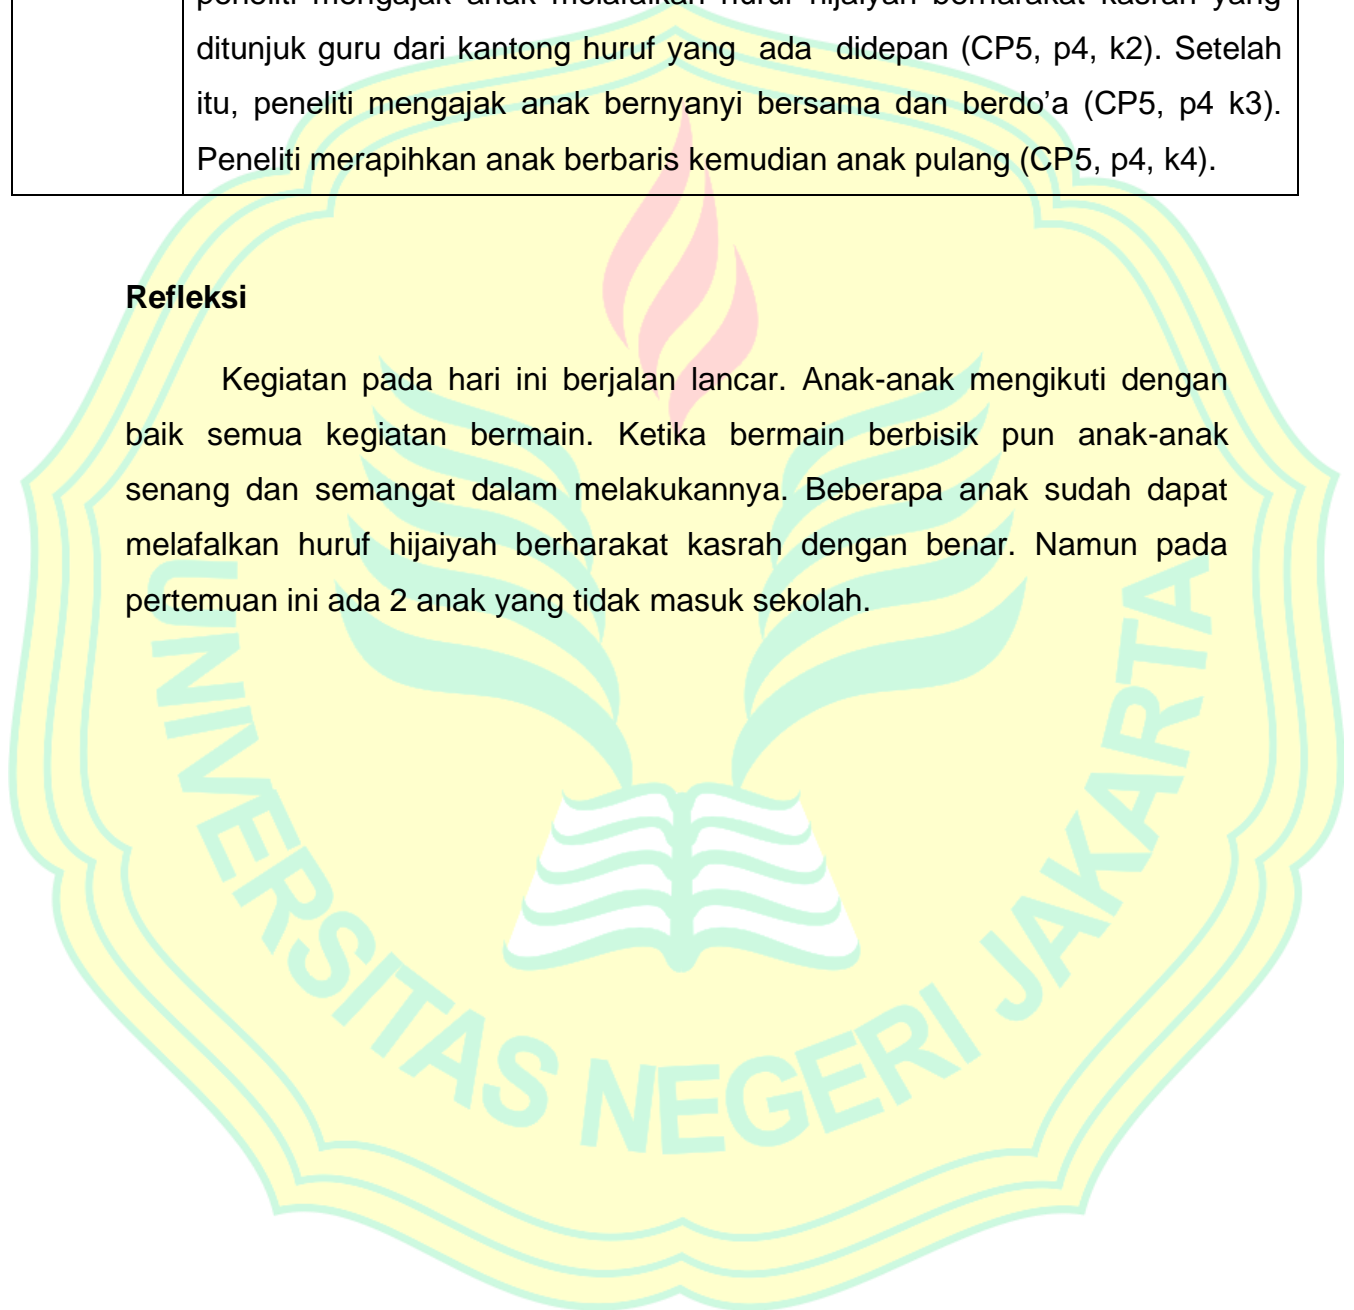 peneliti mengajak anak melafalkan huruf hijaiyah berharakat kasrah yang
ditunjuk guru dari kantong huruf yang ada didepan (CP5, p4, k2). Setelah
itu, peneliti mengajak anak bernyanyi bersama dan berdo’a (CP5, p4 k3).
Peneliti merapihkan anak berbaris kemudian anak pulang (CP5, p4, k4).
Refleksi
Kegiatan pada hari ini berjalan lancar. Anak-anak mengikuti dengan
baik semua kegiatan bermain. Ketika bermain berbisik pun anak-anak
senang dan semangat dalam melakukannya. Beberapa anak sudah dapat
melafalkan huruf hijaiyah berharakat kasrah dengan benar. Namun pada
pertemuan ini ada 2 anak yang tidak masuk sekolah.
UNIVERSITAS NEGERI JAKARTA